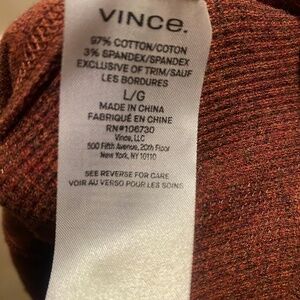 VINCE.
97% COTTON/COTON
3% SPANDEX/SPANDEX
EXCLUSIVE OF TRIM/SAUF
LES BORDURES
L/G
MADE IN CHINA
FABRIQUÉ EN CHINE
RN#106730
Vince, LLC
500 Fifth Avenue, 20th Floor
New York, NY 10110
SEE REVERSE FOR CARE
VOIR AU VERSO POUR LES SOINS